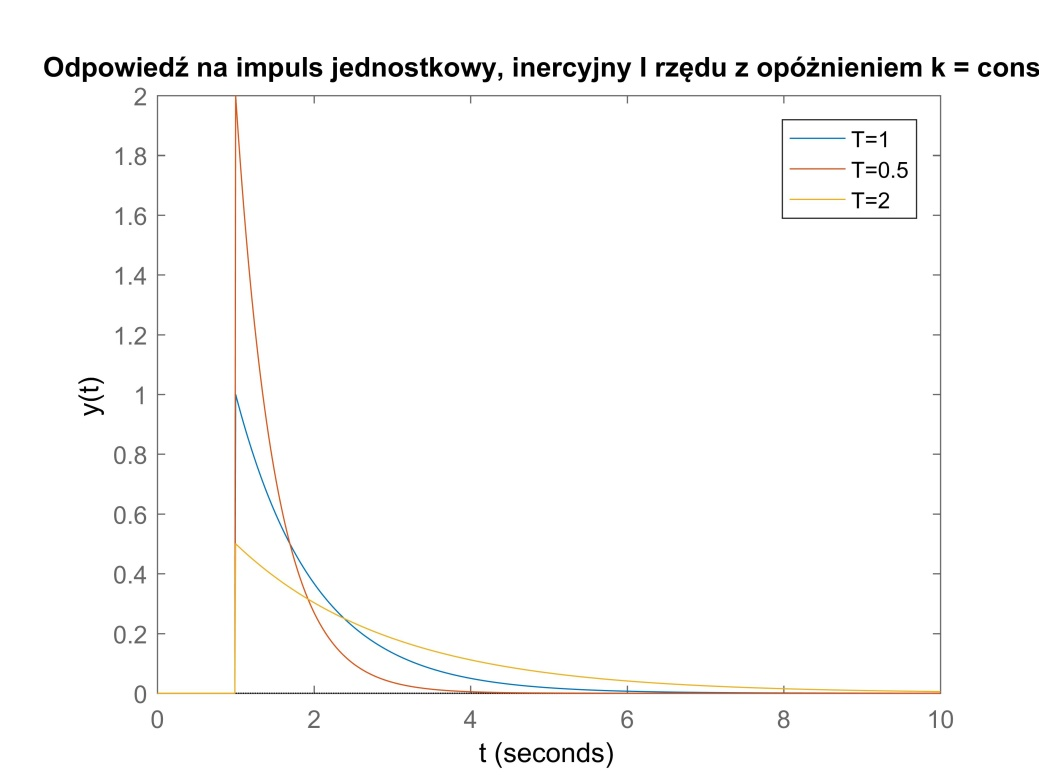 Odpowiedź na impuls jednostkowy, inercyjny I rzędu z opóżnieniem k = cons
2
1.8
1.6
1.4
1.2
1
0.8
0.6
0.4
0.2
0
y(t)
T=1
T=0.5
T=2
0 2 4 6 8 10
t (seconds)